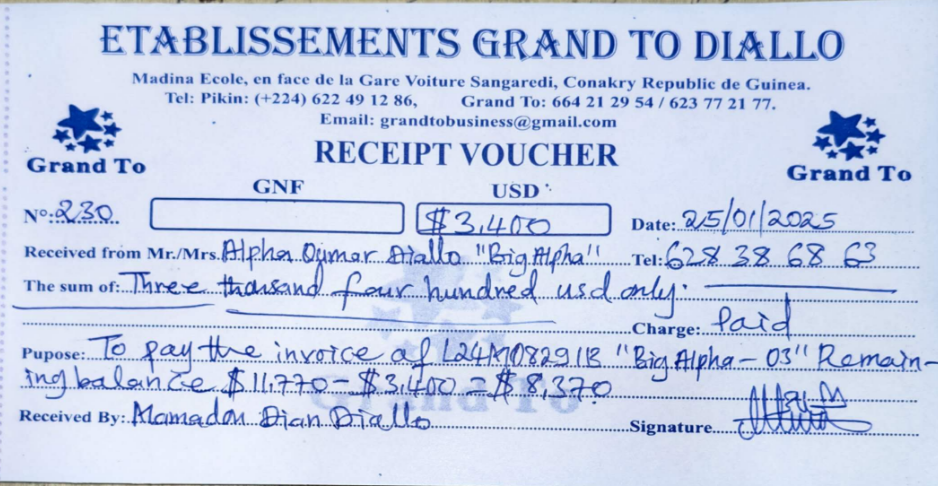 ETABLISSEMENTS GRAND TO DIALLO
Madina Ecole, en face de la Gare Voiture Sangaredi, Conakry Republic de Guinea.
Tel: Pikin: (+224) 622 49 12 86, Grand To: 664 21 29 54 / 623 77 21 77.
Email: grandtobusiness@gmail.com
Grand To
RECEIPT VOUCHER
Grand To
GNF USD
N°: 230 $3,400 Date: 25/01/2025
Received from Mr./Mrs. Alpha Oumar Diallo "Big Alpha" Tel: 628 38 68 63
The sum of: Three thousand four hundred usd only.
Charge: Paid
Pupose: To pay the invoice of L24M08291B "Big Alpha - 03" Remain-
ing balance $11,770 - $3,400 = $8,370
Grand To
Received By: Mamadou Dian Diallo Signature